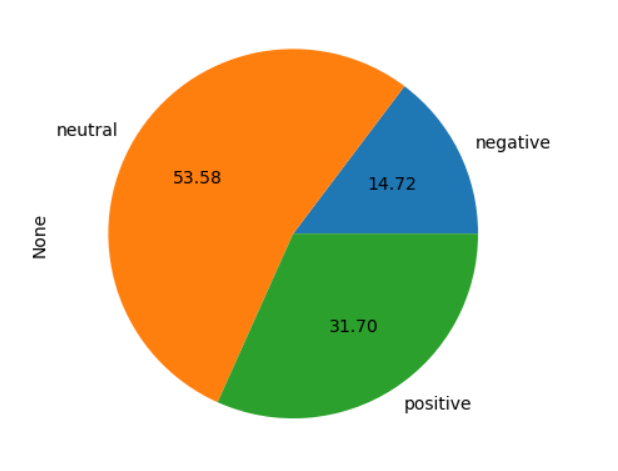 neutral
negative
53.58
14.72
None
31.70
positive